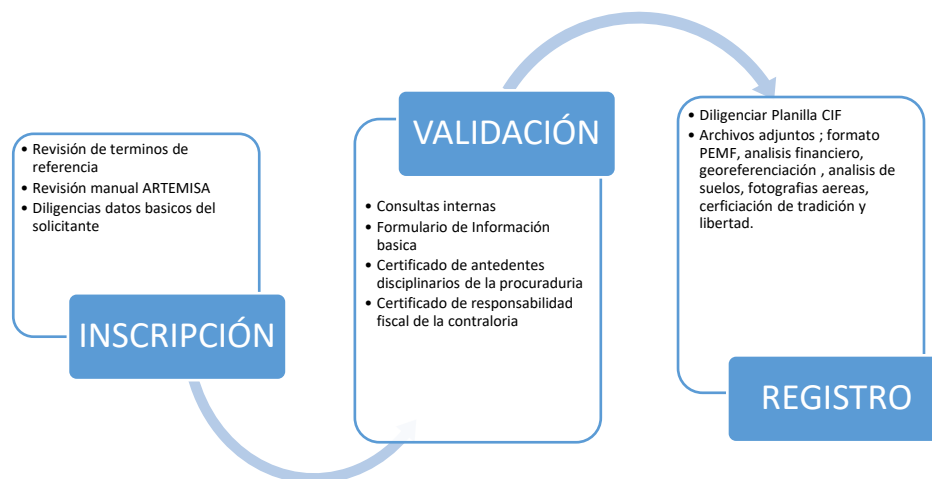 • Revisión de terminos de
referencia
• Revisión manual ARTEMISA
• Diligencias datos basicos del
solicitante
INSCRIPCIÓN
VALIDACIÓN
• Consultas internas
• Formulario de Información
basica
• Certificado de antedentes
disciplinarios de la procuraduria
• Certificado de responsabilidad
fiscal de la contraloria
• Diligenciar Planilla CIF
• Archivos adjuntos ; formato
PEMF, analisis financiero,
georeferenciación , analisis de
suelos, fotografias aereas,
cerficiación de tradición y
libertad.
REGISTRO